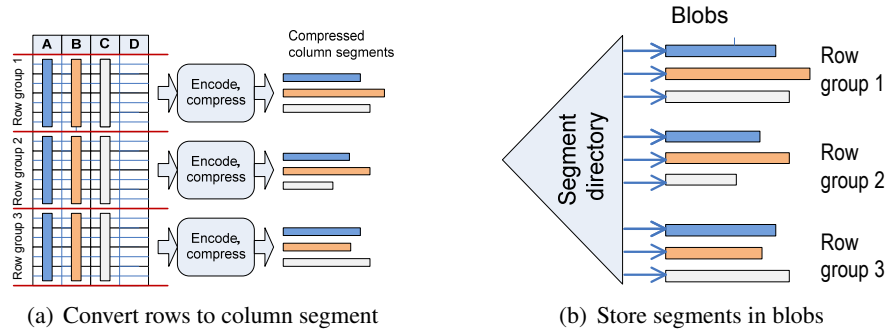 A B C D
Compressed
column segments
Row group 1
Encode,
compress
Row group 2
Encode,
compress
Row group 3
Encode,
compress
(a) Convert rows to column segment
Blobs
Segment
directory
Row
group 1
Row
group 2
Row
group 3
(b) Store segments in blobs